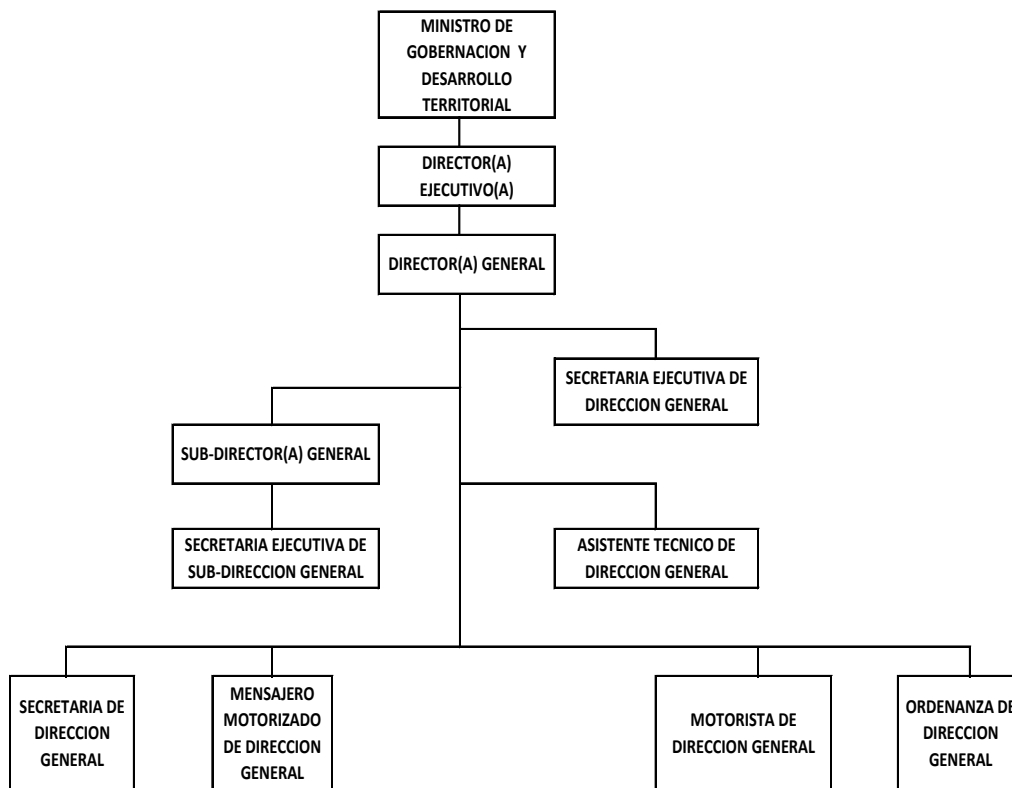 MINISTRO DE
GOBERNACION Y
DESARROLLO
TERRITORIAL
DIRECTOR(A)
EJECUTIVO(A)
DIRECTOR(A) GENERAL
SECRETARIA EJECUTIVA DE
DIRECCION GENERAL
SUB-DIRECTOR(A) GENERAL
SECRETARIA EJECUTIVA DE
SUB-DIRECCION GENERAL
ASISTENTE TECNICO DE
DIRECCION GENERAL
SECRETARIA DE
DIRECCION
GENERAL
MENSAJERO
MOTORIZADO
DE DIRECCION
GENERAL
MOTORISTA DE
DIRECCION GENERAL
ORDENANZA DE
DIRECCION
GENERAL